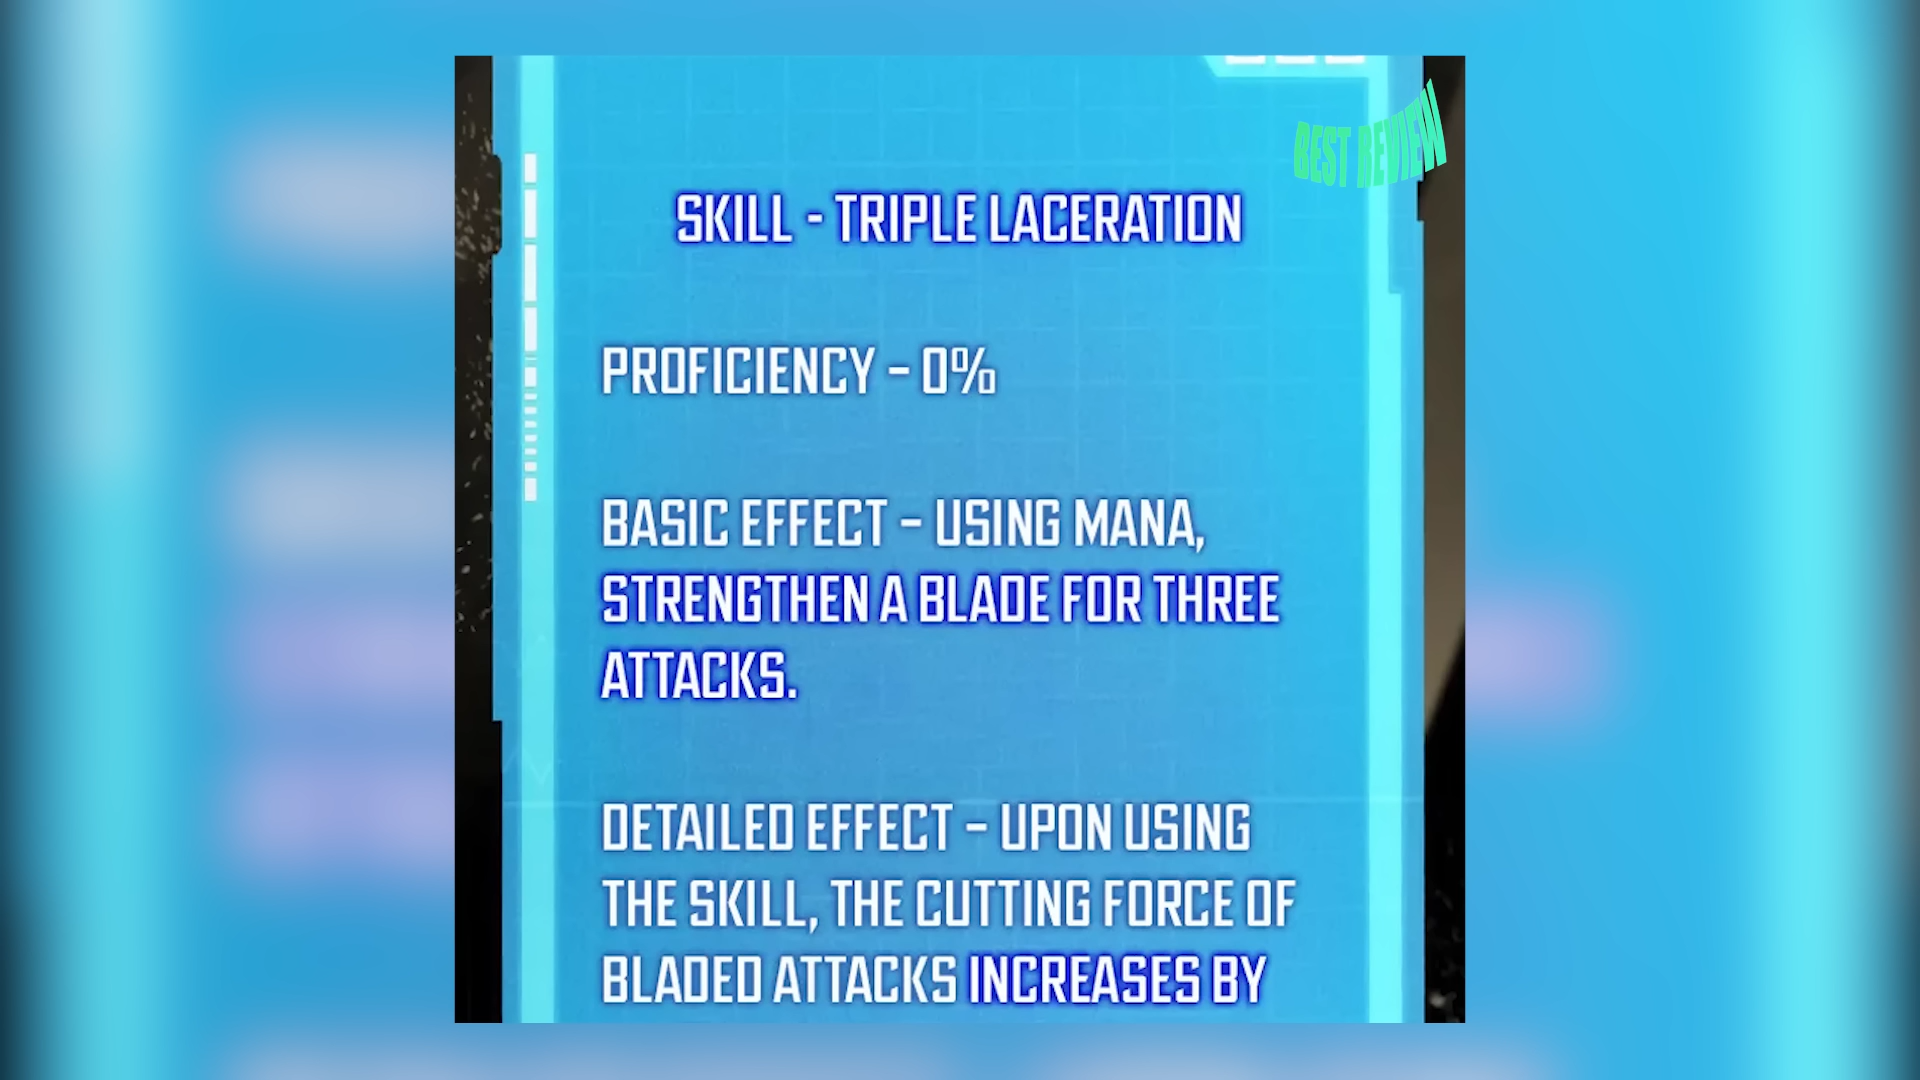 BEST REVIEW
SKILL - TRIPLE LACERATION
PROFICIENCY – 0%
BASIC EFFECT – USING MANA,
STRENGTHEN A BLADE FOR THREE
ATTACKS.
DETAILED EFFECT – UPON USING
THE SKILL, THE CUTTING FORCE OF
BLADED ATTACKS INCREASES BY